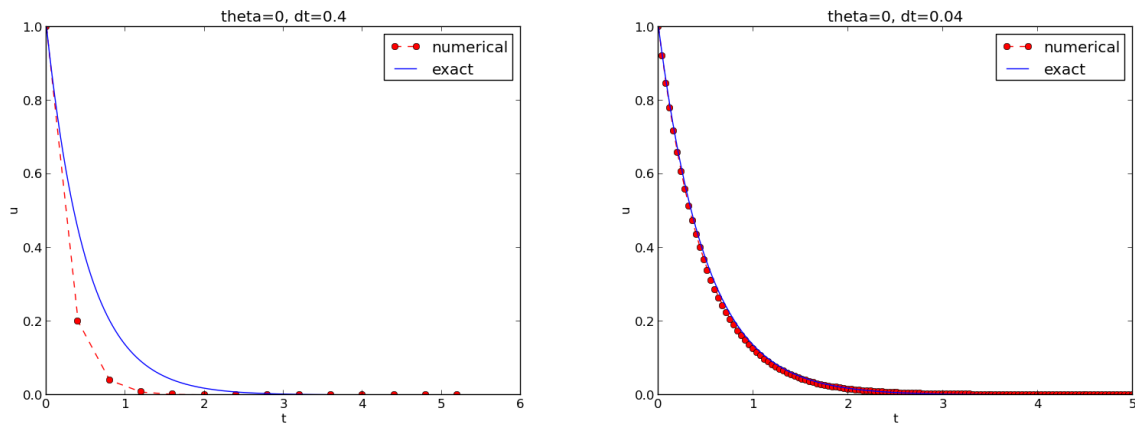 theta=0, dt=0.4
1.0
numerical
exact
0.8
0.6
u
0.4
0.2
0.0
0 1 2 3 4 5 6
t
theta=0, dt=0.04
1.0
numerical
exact
0.8
0.6
u
0.4
0.2
0.0
0 1 2 3 4 5
t